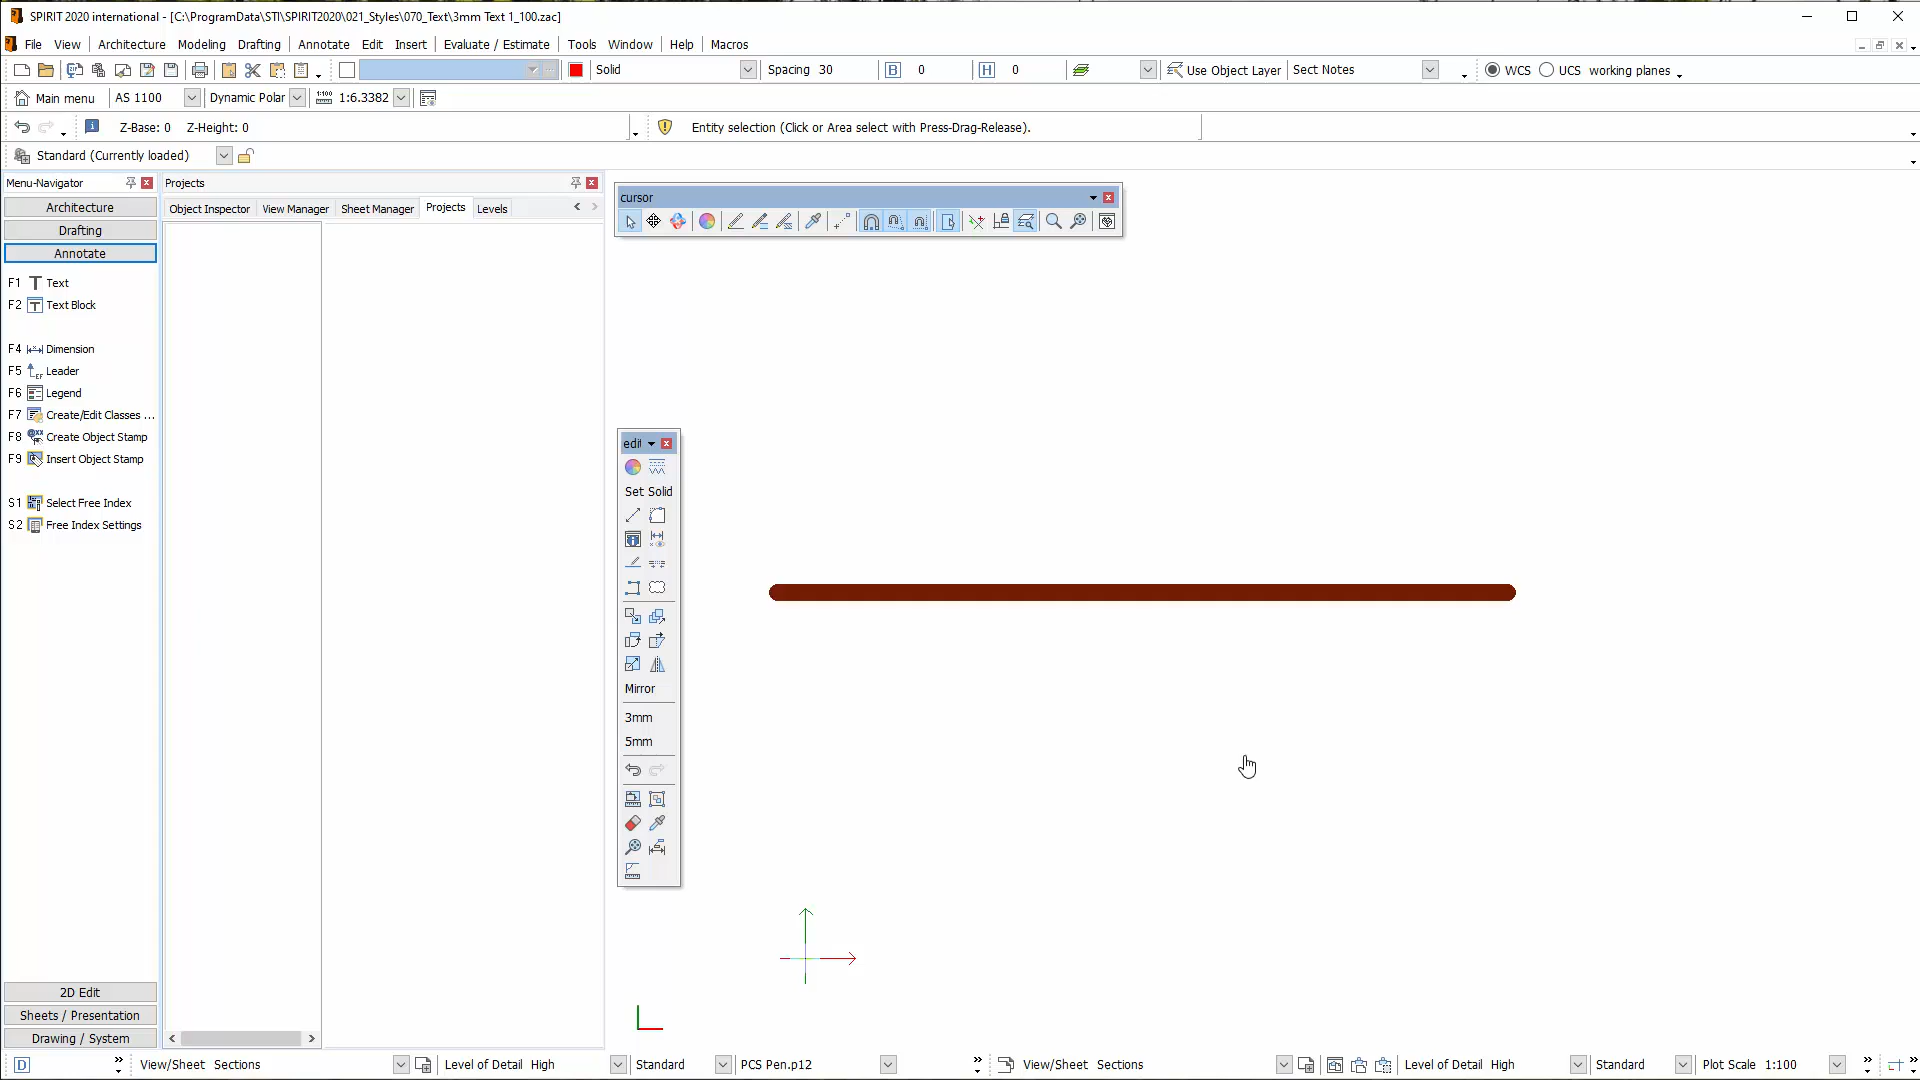 SPIRIT 2020 international - [C:\ProgramData\STI\SPIRIT2020\021_Styles\070_Text\3mm Text 1_100.zac]
File View Architecture Modeling Drafting Annotate Edit Insert Evaluate / Estimate Tools Window Help Macros
Solid Spacing 30 B 0 H 0 Use Object Layer Sect Notes WCS UCS working planes
Main menu AS 1100 Dynamic Polar 1:100 1:6.3382
Z-Base: 0 Z-Height: 0 Entity selection (Click or Area select with Press-Drag-Release).
Standard (Currently loaded)
Menu-Navigator Projects
cursor
Architecture
Object Inspector View Manager Sheet Manager Projects Levels
Drafting
Annotate
F1 Text
F2 Text Block
F4 Dimension
F5 Leader
F6 Legend
F7 Create/Edit Classes ...
F8 Create Object Stamp
F9 Insert Object Stamp
S1 Select Free Index
S2 Free Index Settings
edit
Set Solid
Mirror
3mm
5mm
2D Edit
Sheets / Presentation
Drawing / System
D View/Sheet Sections Level of Detail High Standard PCS Pen.p12 View/Sheet Sections Level of Detail High Standard Plot Scale 1:100